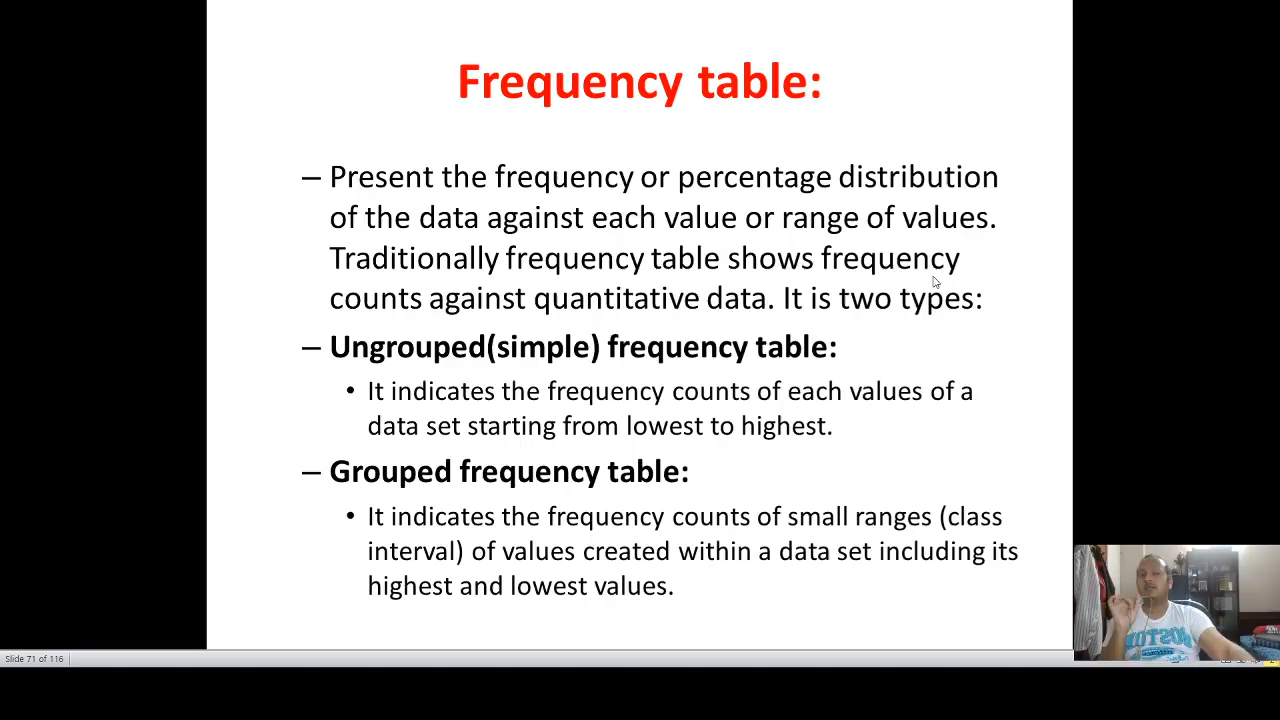 Frequency table:
– Present the frequency or percentage distribution
of the data against each value or range of values.
Traditionally frequency table shows frequency
counts against quantitative data. It is two types:
– Ungrouped(simple) frequency table:
• It indicates the frequency counts of each values of a
data set starting from lowest to highest.
– Grouped frequency table:
• It indicates the frequency counts of small ranges (class
interval) of values created within a data set including its
highest and lowest values.
Slide 71 of 116